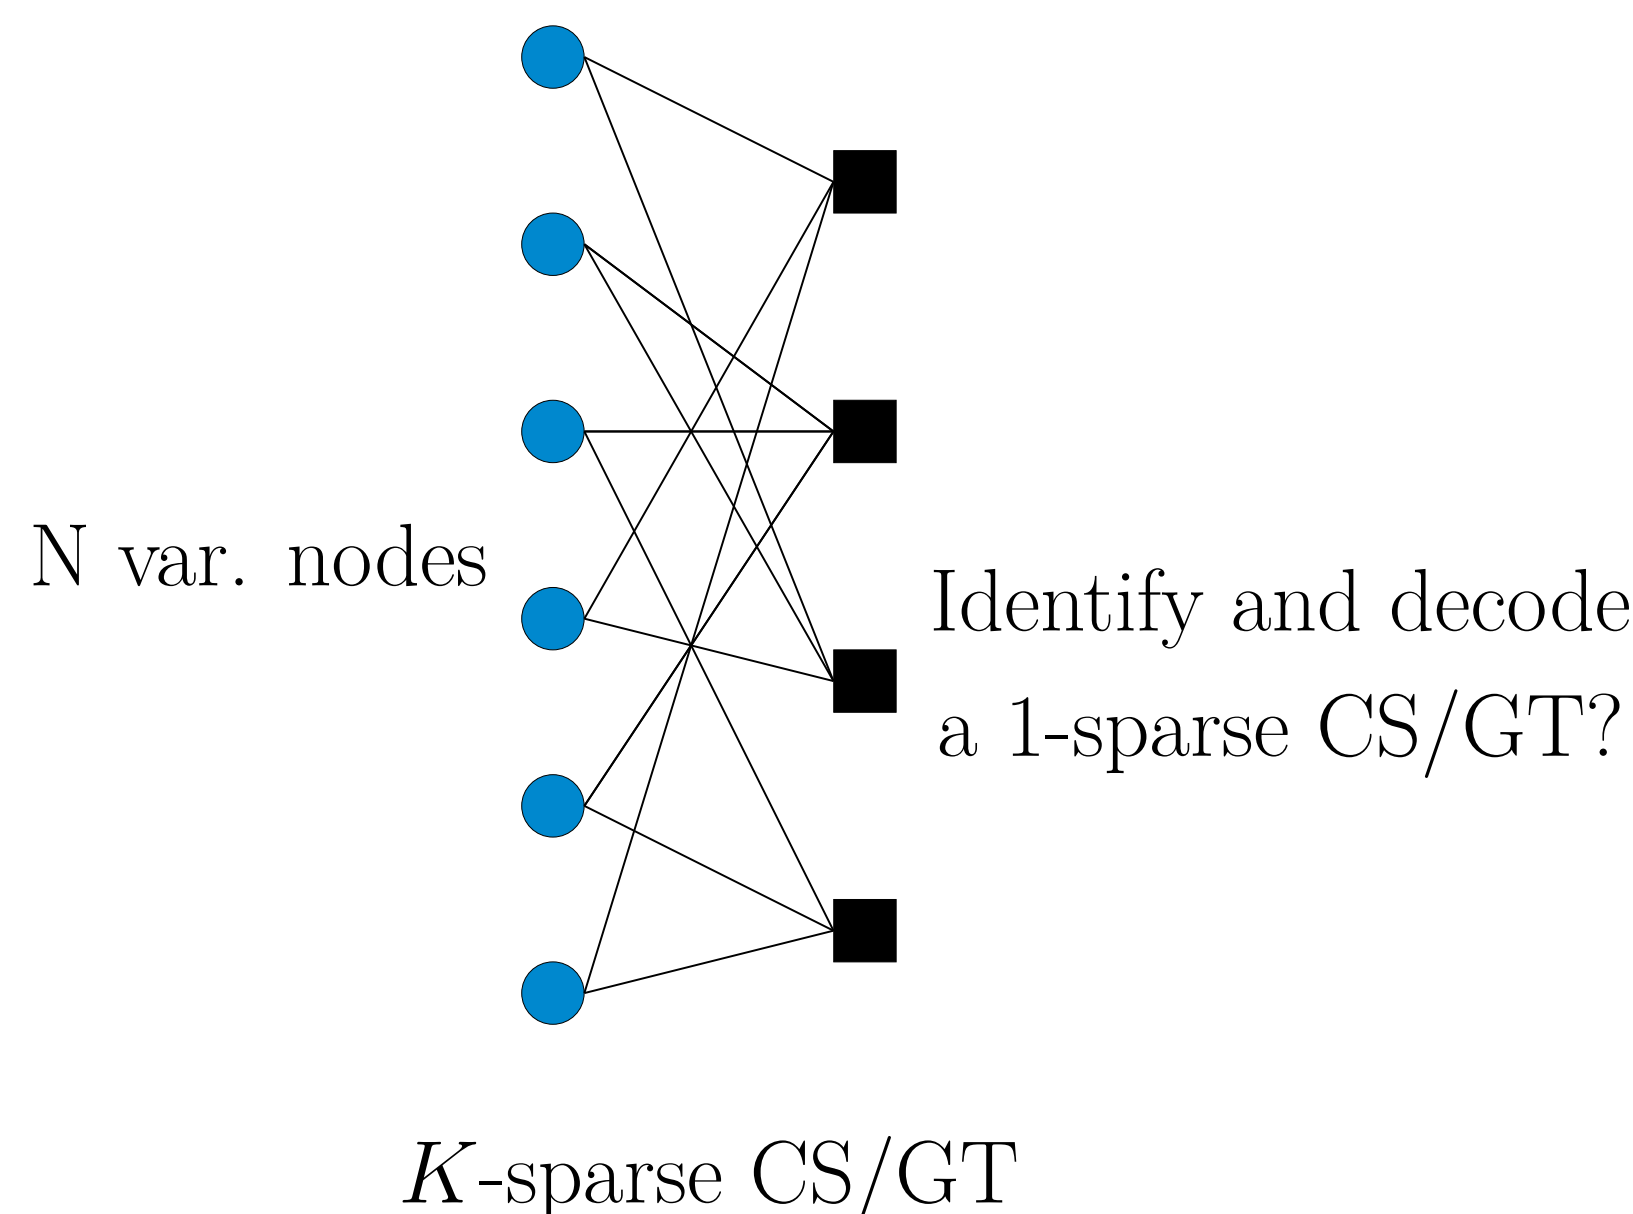 N var. nodes
Identify and decode
a 1-sparse CS/GT?
K-sparse CS/GT